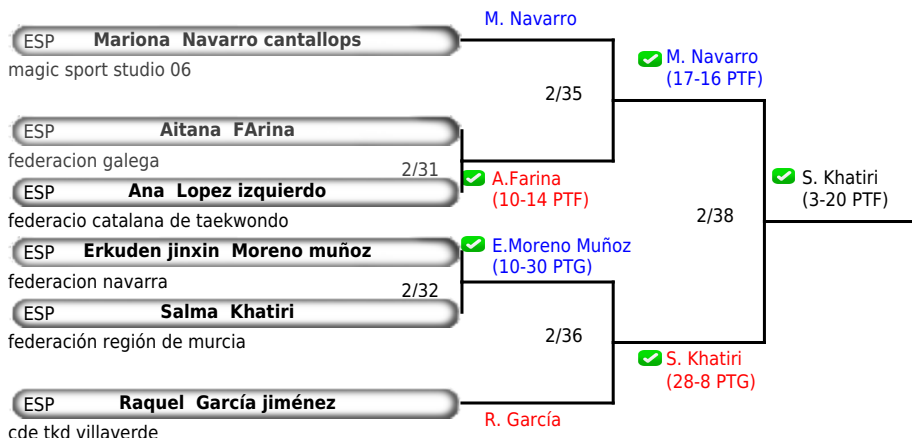 M. Navarro
ESP Mariona Navarro cantallops
magic sport studio 06
M. Navarro
(17-16 PTF)
2/35
ESP Aitana FArina
federacion galega
2/31
A.Farina
(10-14 PTF)
S. Khatiri
(3-20 PTF)
ESP Ana Lopez izquierdo
federacio catalana de taekwondo
2/38
ESP Erkuden jinxin Moreno muñoz
E.Moreno Muñoz
(10-30 PTG)
federacion navarra
2/32
ESP Salma Khatiri
federación región de murcia
2/36
S. Khatiri
(28-8 PTG)
ESP Raquel García jiménez
R. García
cde tkd villaverde